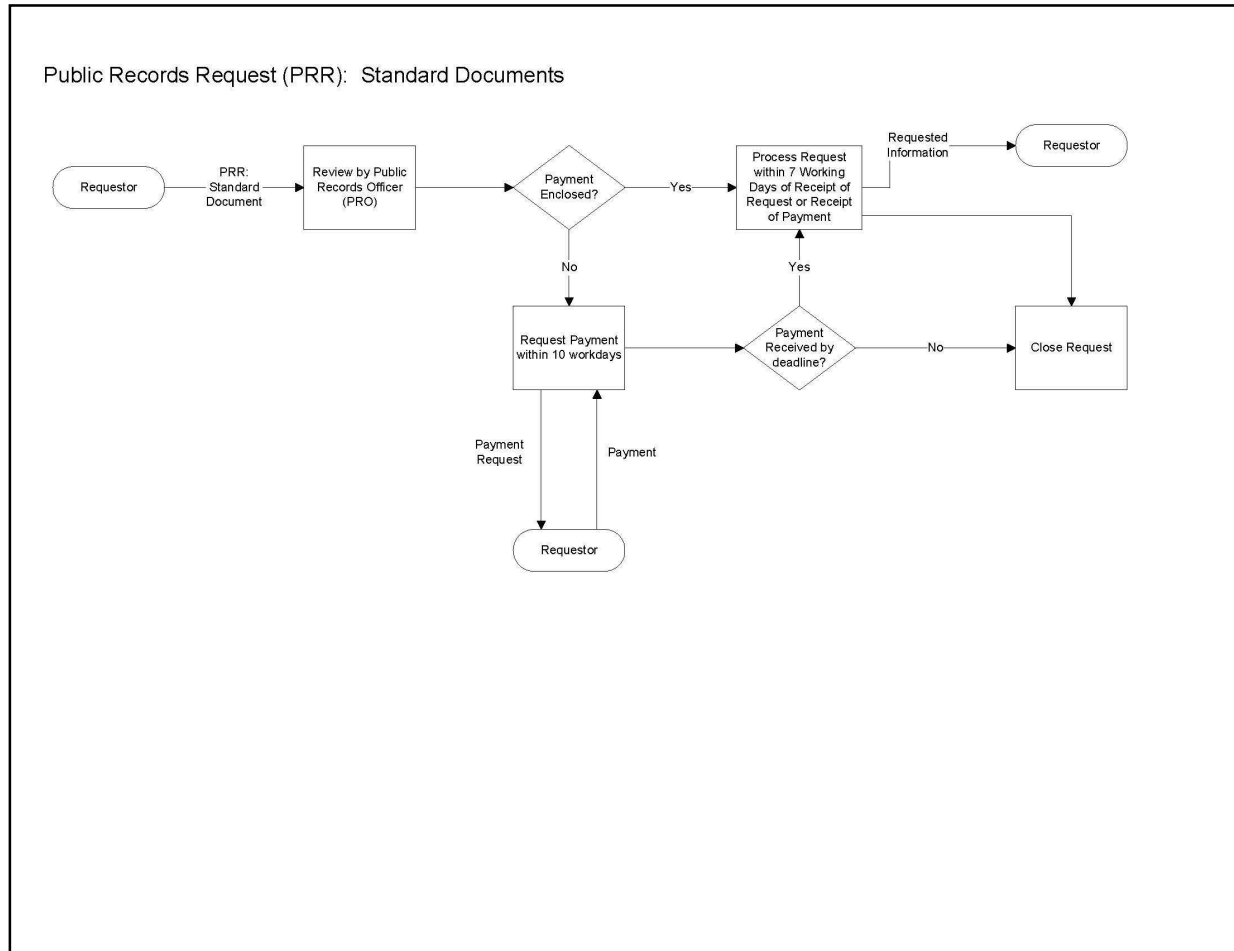 Public Records Request (PRR): Standard Documents
Requestor
PRR:
Standard
Document
Review by Public
Records Officer
(PRO)
Payment
Enclosed?
Yes
Process Request
within 7 Working
Days of Receipt of
Request or Receipt
of Payment
Requested
Information
Requestor
No
Yes
Request Payment
within 10 workdays
Payment
Received by
deadline?
No
Close Request
Payment
Request
Payment
Requestor